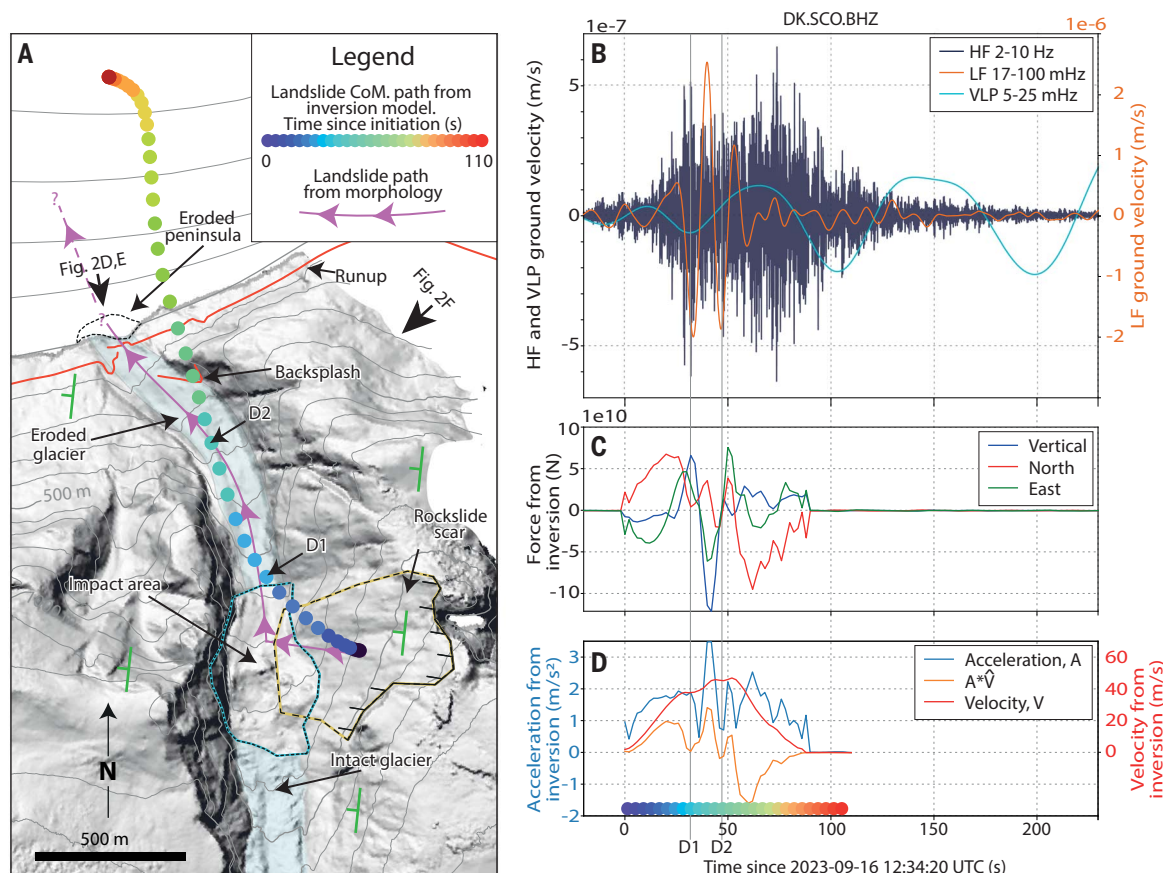 A
Legend
Landslide CoM. path from
inversion model.
Time since initiation (s)
0
110
Landslide path
from morphology
?
Eroded
peninsula
Fig. 2D,E
Runup
Fig. 2F
?
Backsplash
D2
Eroded
glacier
500 m
Rockslide
scar
D1
Impact area
N
Intact glacier
500 m
DK.SCO.BHZ
1e-7
1e-6
B
HF 2-10 Hz
LF 17-100 mHz
VLP 5-25 mHz
HF and VLP ground velocity (m/s)
5
0
-5
LF ground velocity (m/s)
2
1
0
-1
-2
1e10
C
Vertical
North
East
Force from
inversion (N)
10
5
0
-5
-10
D
Acceleration, A
A*V̂
Velocity, V
Acceleration from
inversion (m/s²)
3
2
1
0
-1
-2
Velocity from
inversion (m/s)
60
40
20
0
0
50
100
150
200
D1
D2
Time since 2023-09-16 12:34:20 UTC (s)